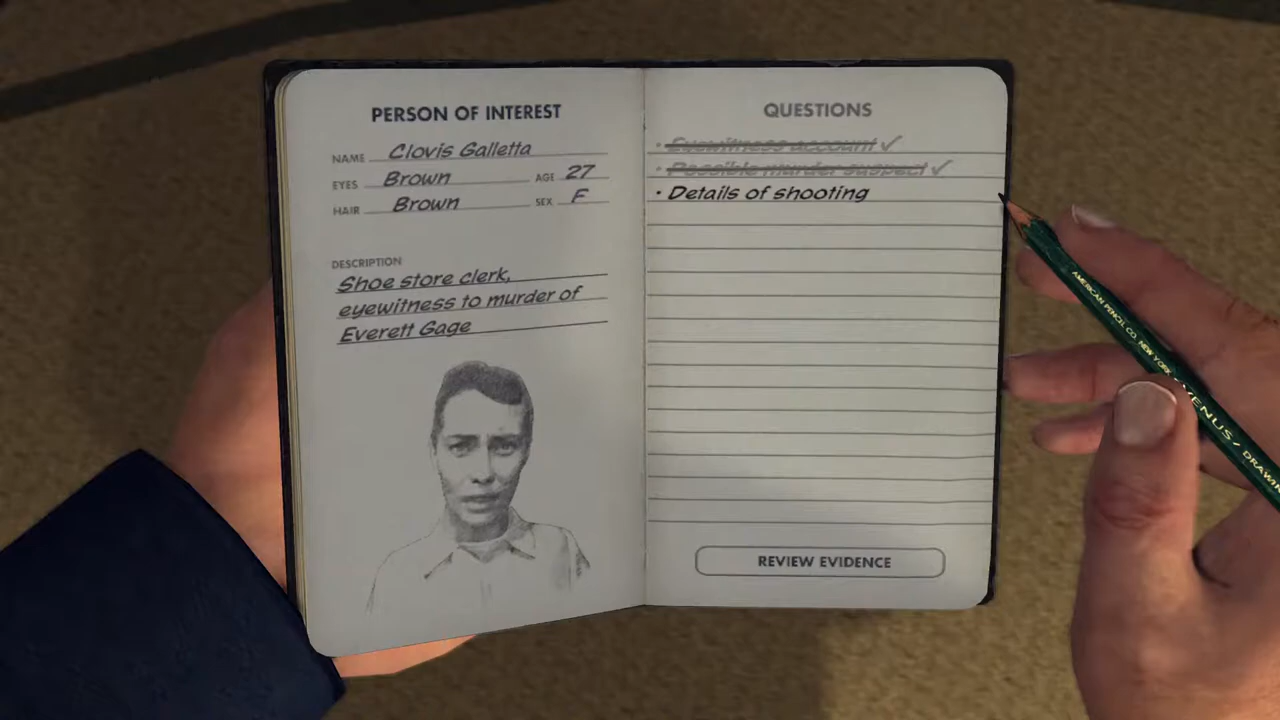 PERSON OF INTEREST
NAME Clovis Galletta
EYES Brown AGE 27
HAIR Brown SEX F
DESCRIPTION
Shoe store clerk,
eyewitness to murder of
Everett Gage
QUESTIONS
• Eyewitness account ✓
• Possible murder suspect ✓
• Details of shooting
REVIEW EVIDENCE
AMERICAN PENCIL CO. NEW YORK VENUS / DRAWIN